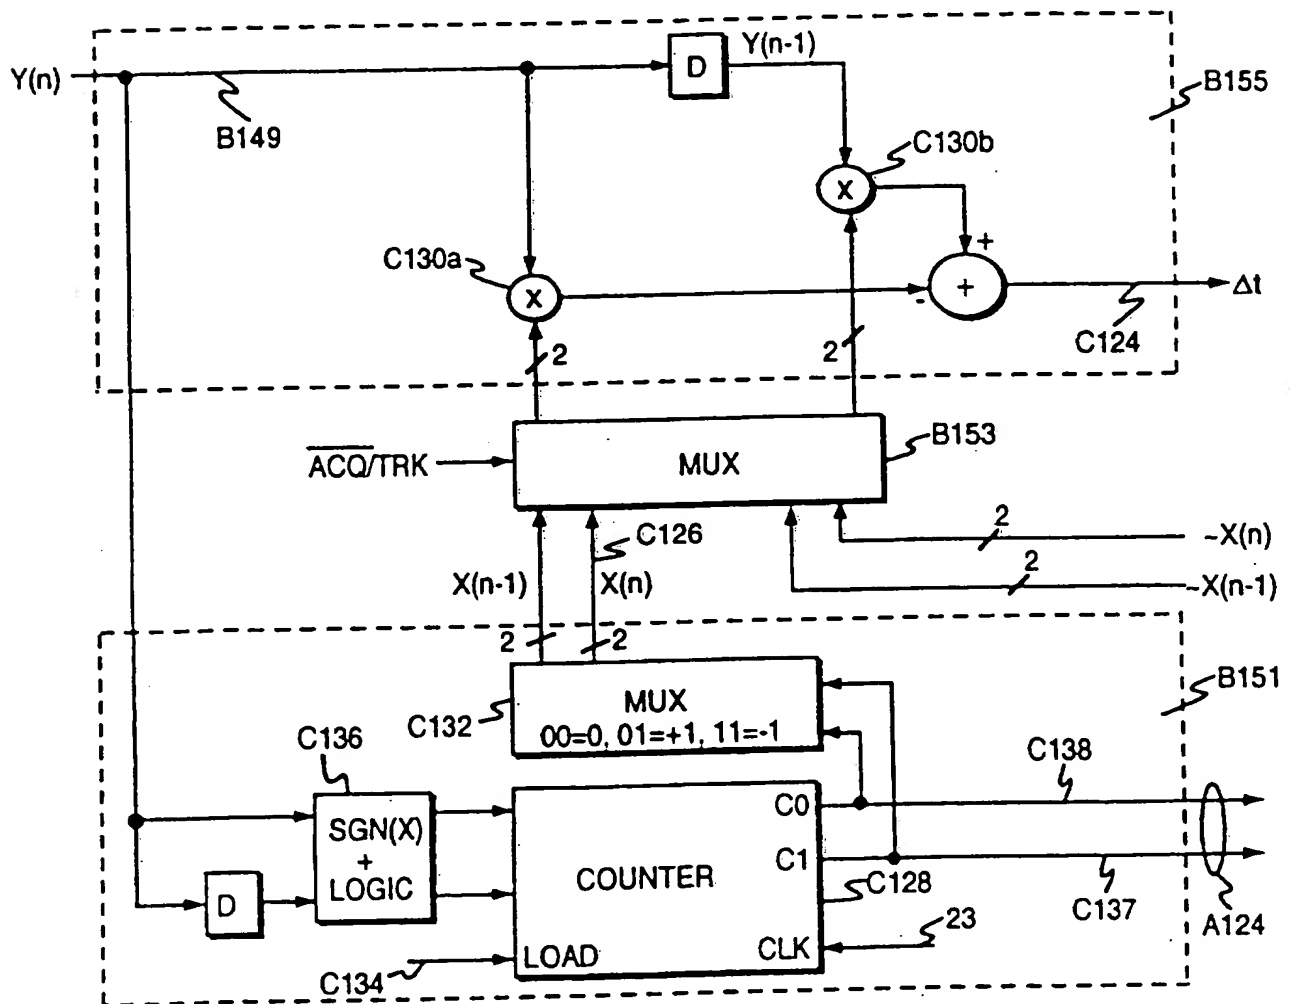 Y(n)
B149
D
Y(n-1)
B155
C130b
X
C130a
X
+
-
+
Δt
C124
2
2
A̅C̅Q̅/TRK
MUX
B153
C126
X(n-1)
X(n)
2
~X(n)
2
~X(n-1)
2
2
B151
C132
MUX
00=0, 01=+1, 11=-1
C136
SGN(X)
+
LOGIC
D
C134
LOAD
COUNTER
C0
C1
CLK
C128
23
C138
C137
A124